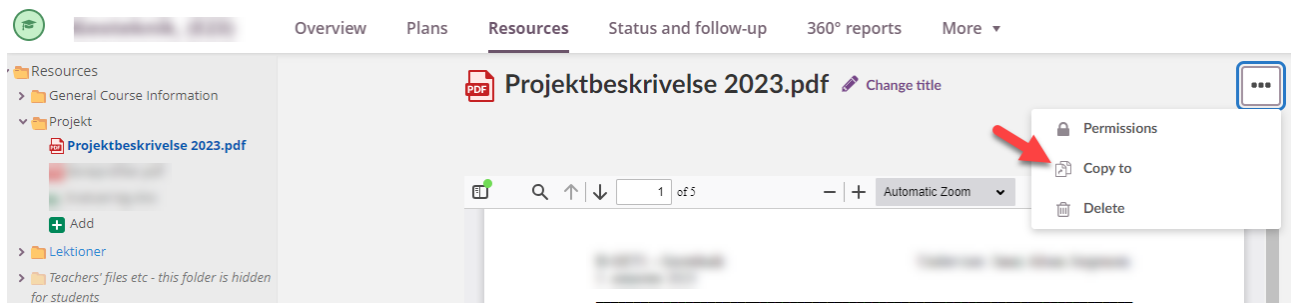 Overview Plans Resources Status and follow-up 360° reports More
Resources
General Course Information
Projekt
Projektbeskrivelse 2023.pdf
Add
Lektioner
Teachers' files etc - this folder is hidden
for students
PDF Projektbeskrivelse 2023.pdf Change title
Permissions
Copy to
Delete
1 of 5 Automatic Zoom